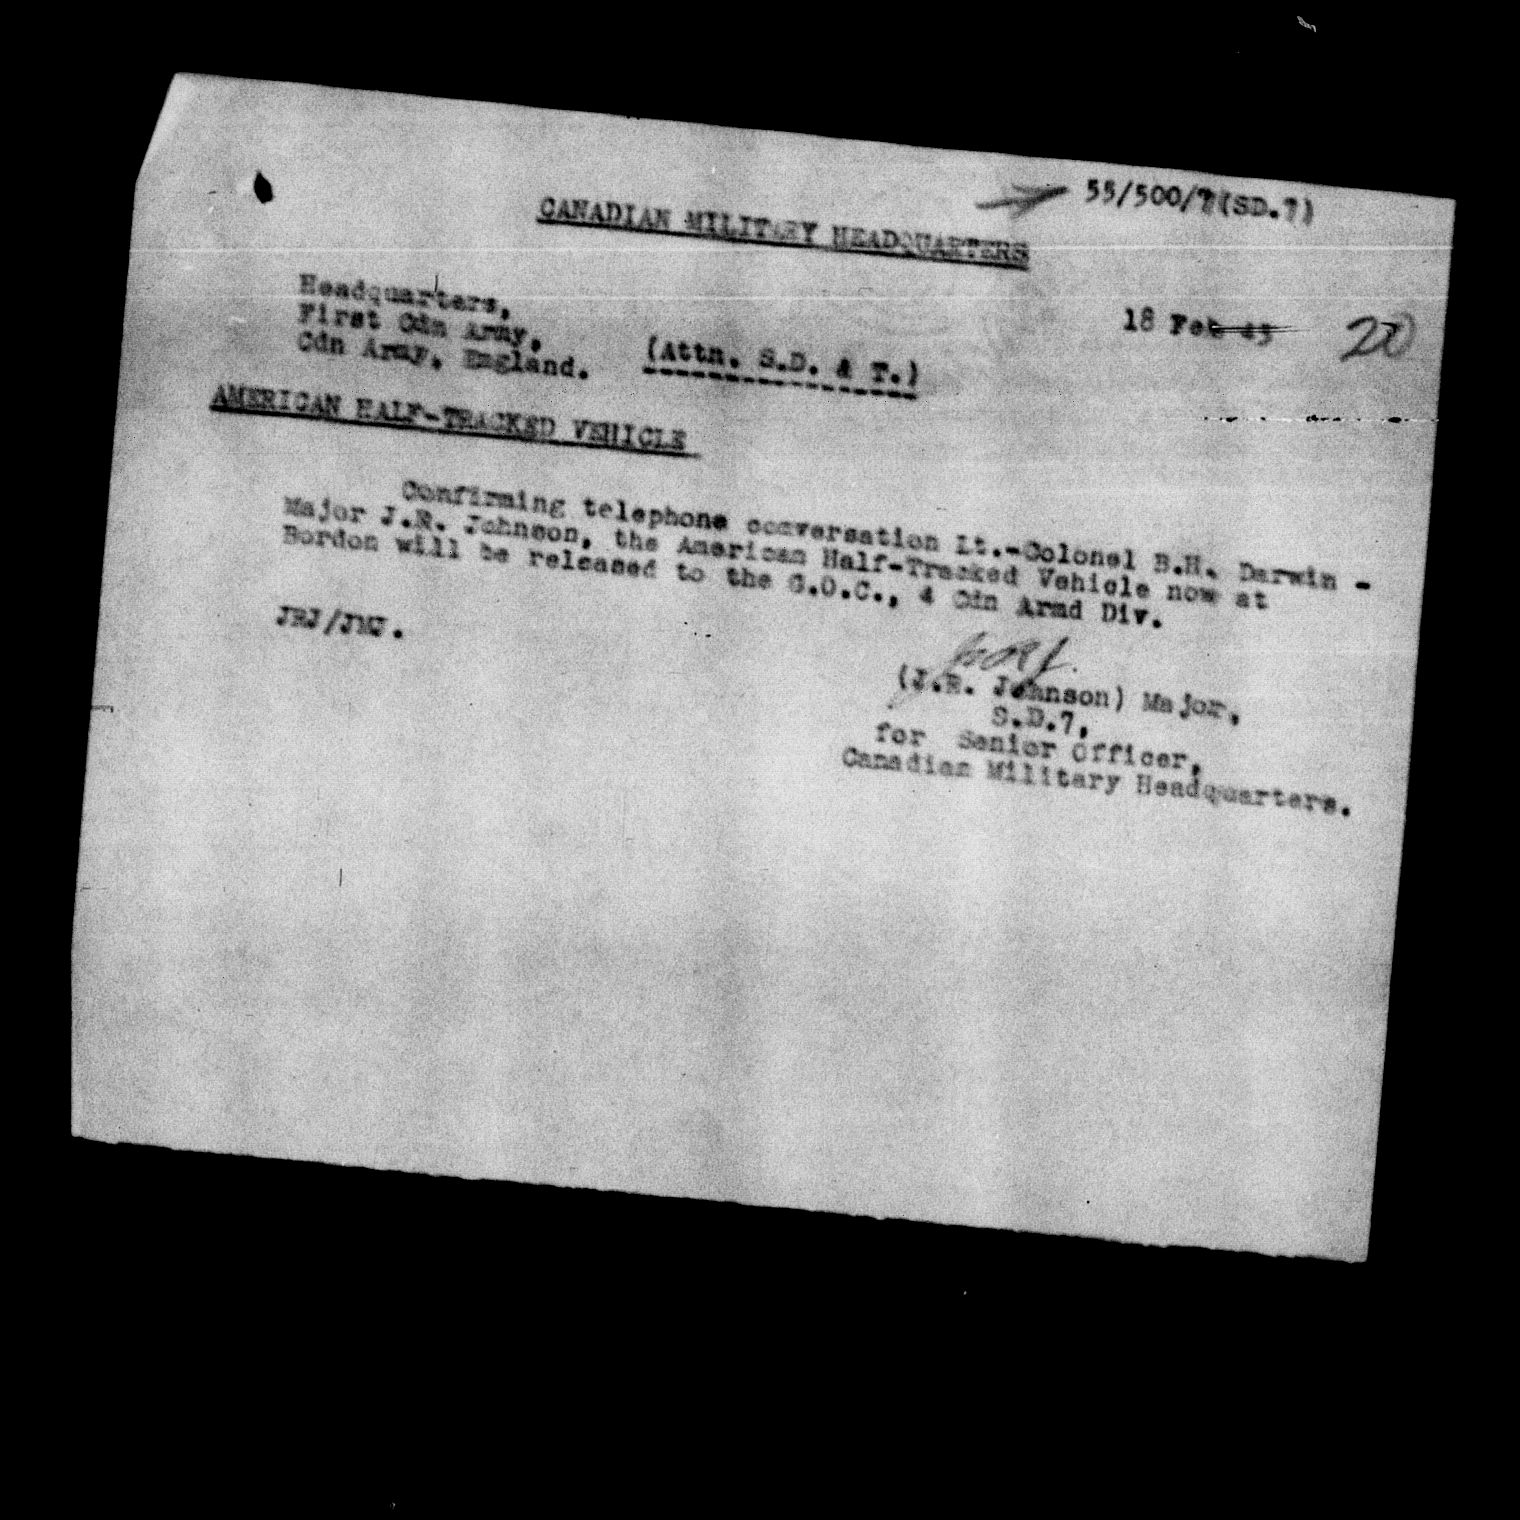 55/500/7(SD.7)
CANADIAN MILITARY HEADQUARTERS
18 Feb 43
20
Headquarters,
First Cdn Army,
Cdn Army, England.
(Attn. S.D. & T.)
AMERICAN HALF-TRACKED VEHICLE
Confirming telephone conversation Lt.-Colonel B.H. Darwin -
Major J.R. Johnson, the American Half-Tracked Vehicle now at
Bordon will be released to the G.O.C., 4 Cdn Armd Div.
JRJ/JMJ.
(J.R. Johnson) Major,
S.D.7,
for Senior Officer,
Canadian Military Headquarters.